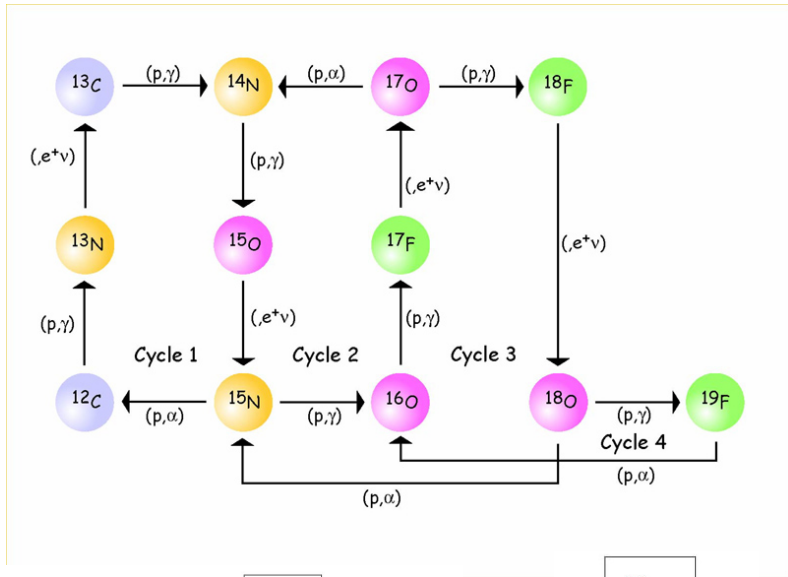 ¹³C (p,γ) ¹⁴N (p,α) ¹⁷O (p,γ) ¹⁸F
(,e⁺ν) (p,γ) (,e⁺ν)
¹³N ¹⁵O ¹⁷F (,e⁺ν)
(p,γ) (,e⁺ν) (p,γ)
Cycle 1 Cycle 2 Cycle 3
¹²C (p,α) ¹⁵N (p,γ) ¹⁶O ¹⁸O (p,γ) ¹⁹F
Cycle 4
(p,α)
(p,α)